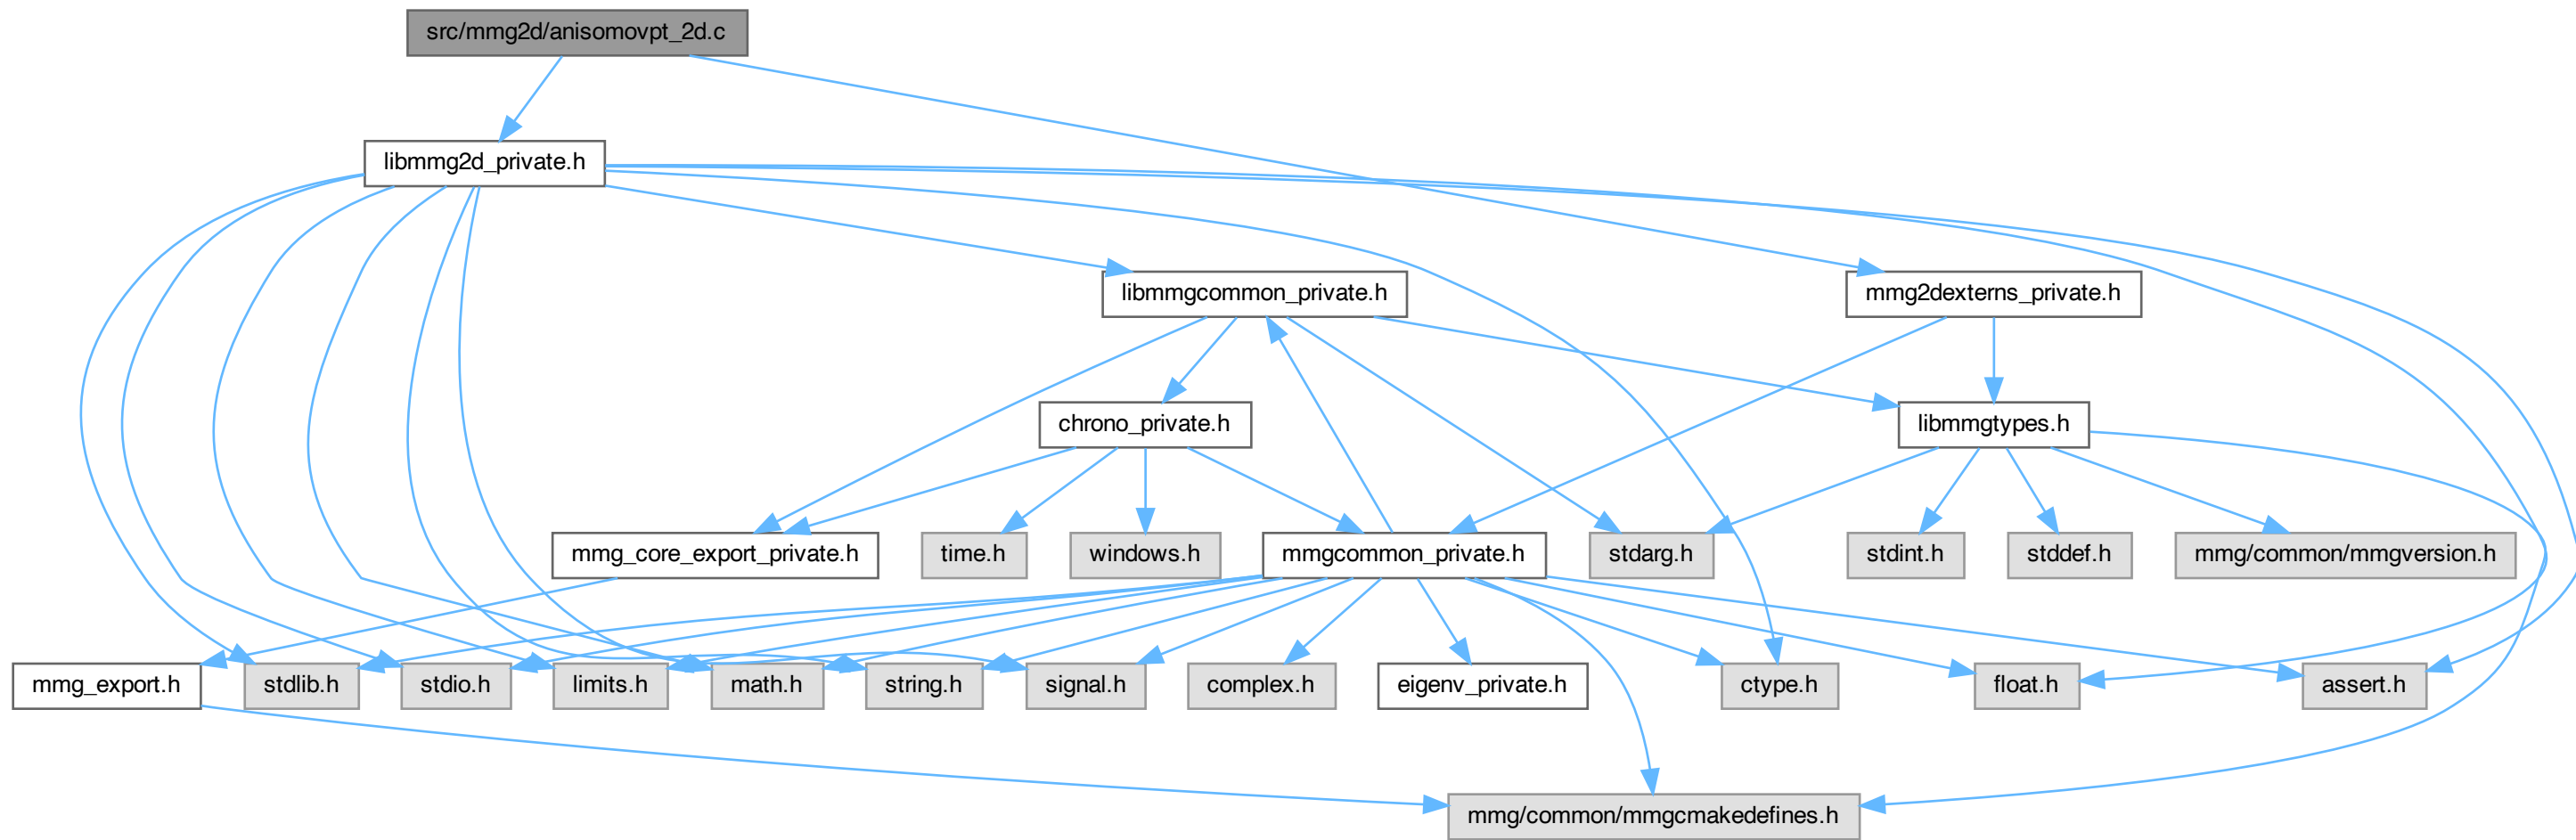 src/mmg2d/anisomovpt_2d.c
libmmg2d_private.h
libmmgcommon_private.h
mmg2dexterns_private.h
chrono_private.h
libmmgtypes.h
mmg_core_export_private.h
time.h
windows.h
mmgcommon_private.h
stdarg.h
stdint.h
stddef.h
mmg/common/mmgversion.h
mmg_export.h
stdlib.h
stdio.h
limits.h
math.h
string.h
signal.h
complex.h
eigenv_private.h
ctype.h
float.h
assert.h
mmg/common/mmgcmakedefines.h